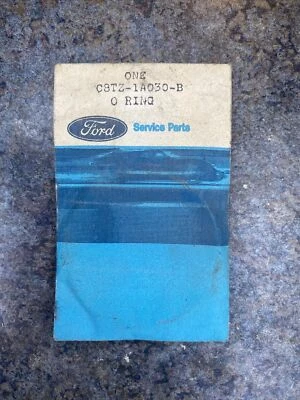 ONE
C8TZ-1A030-B
O RING
Ford Service Parts